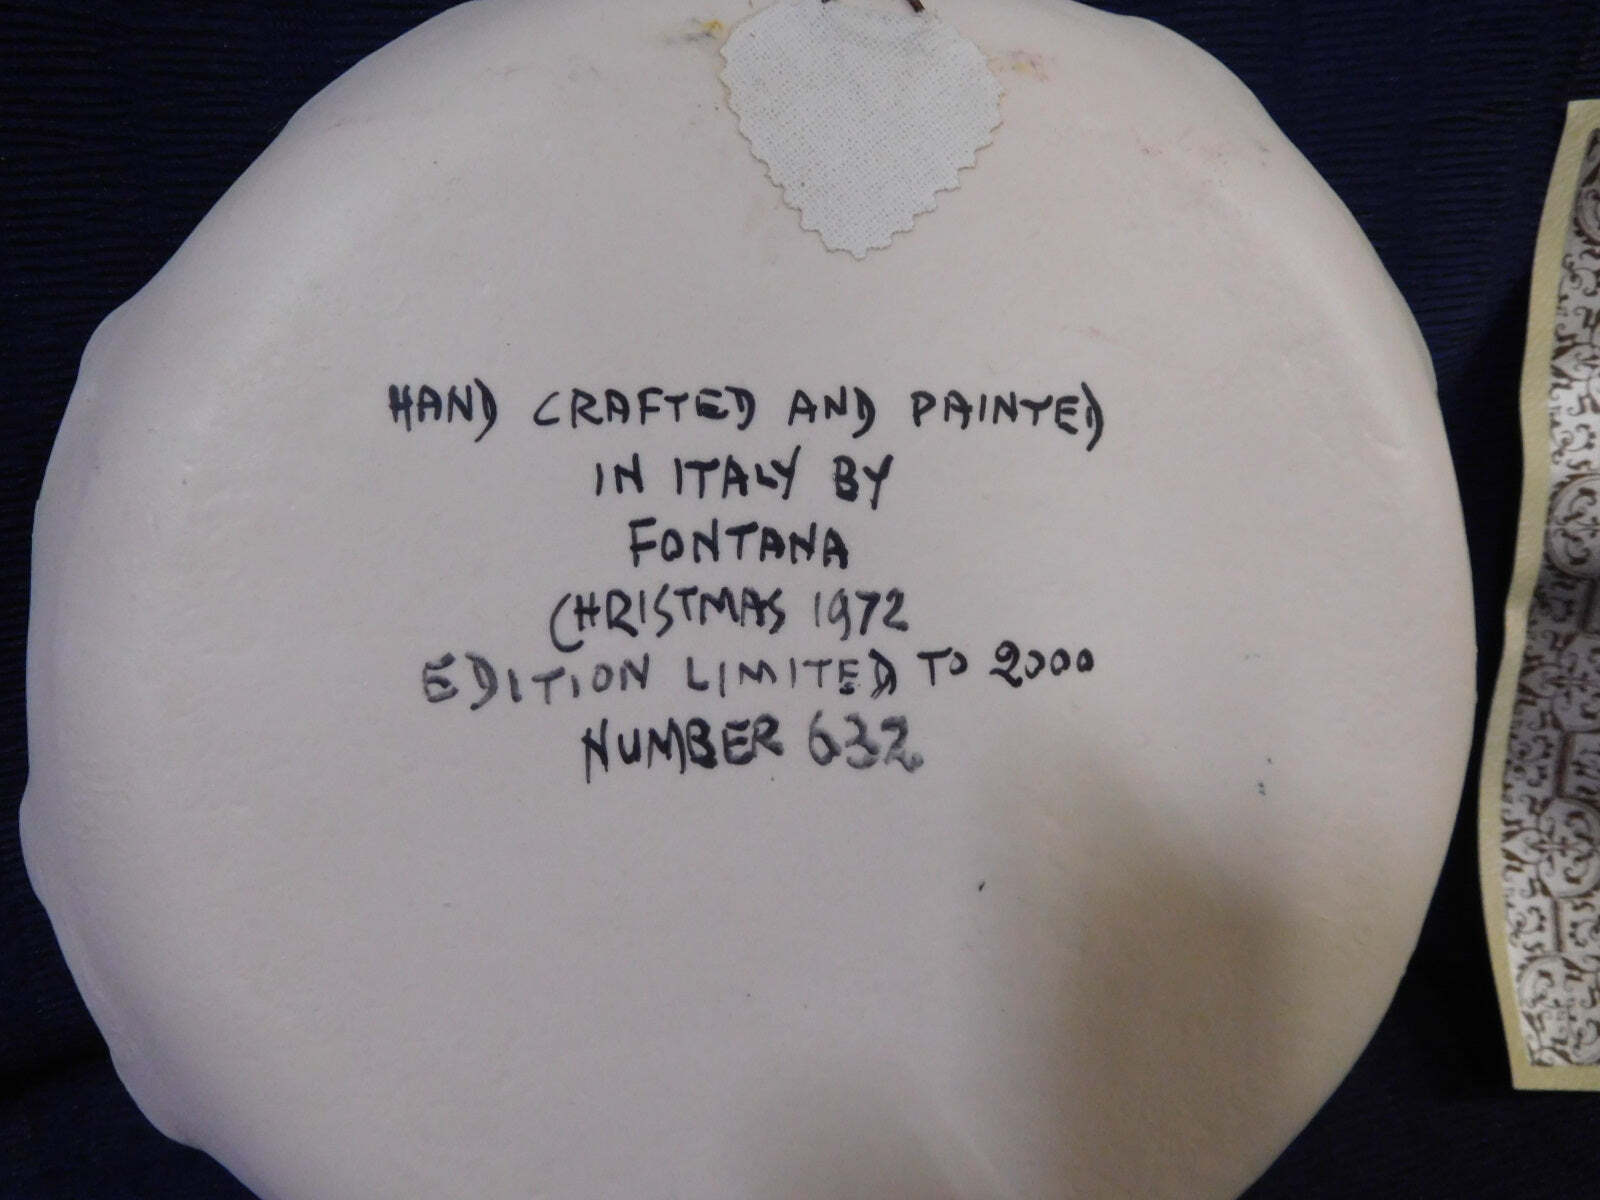 HAND CRAFTED AND PAINTED
IN ITALY BY
FONTANA
CHRISTMAS 1972
EDITION LIMITED TO 2000
NUMBER 632